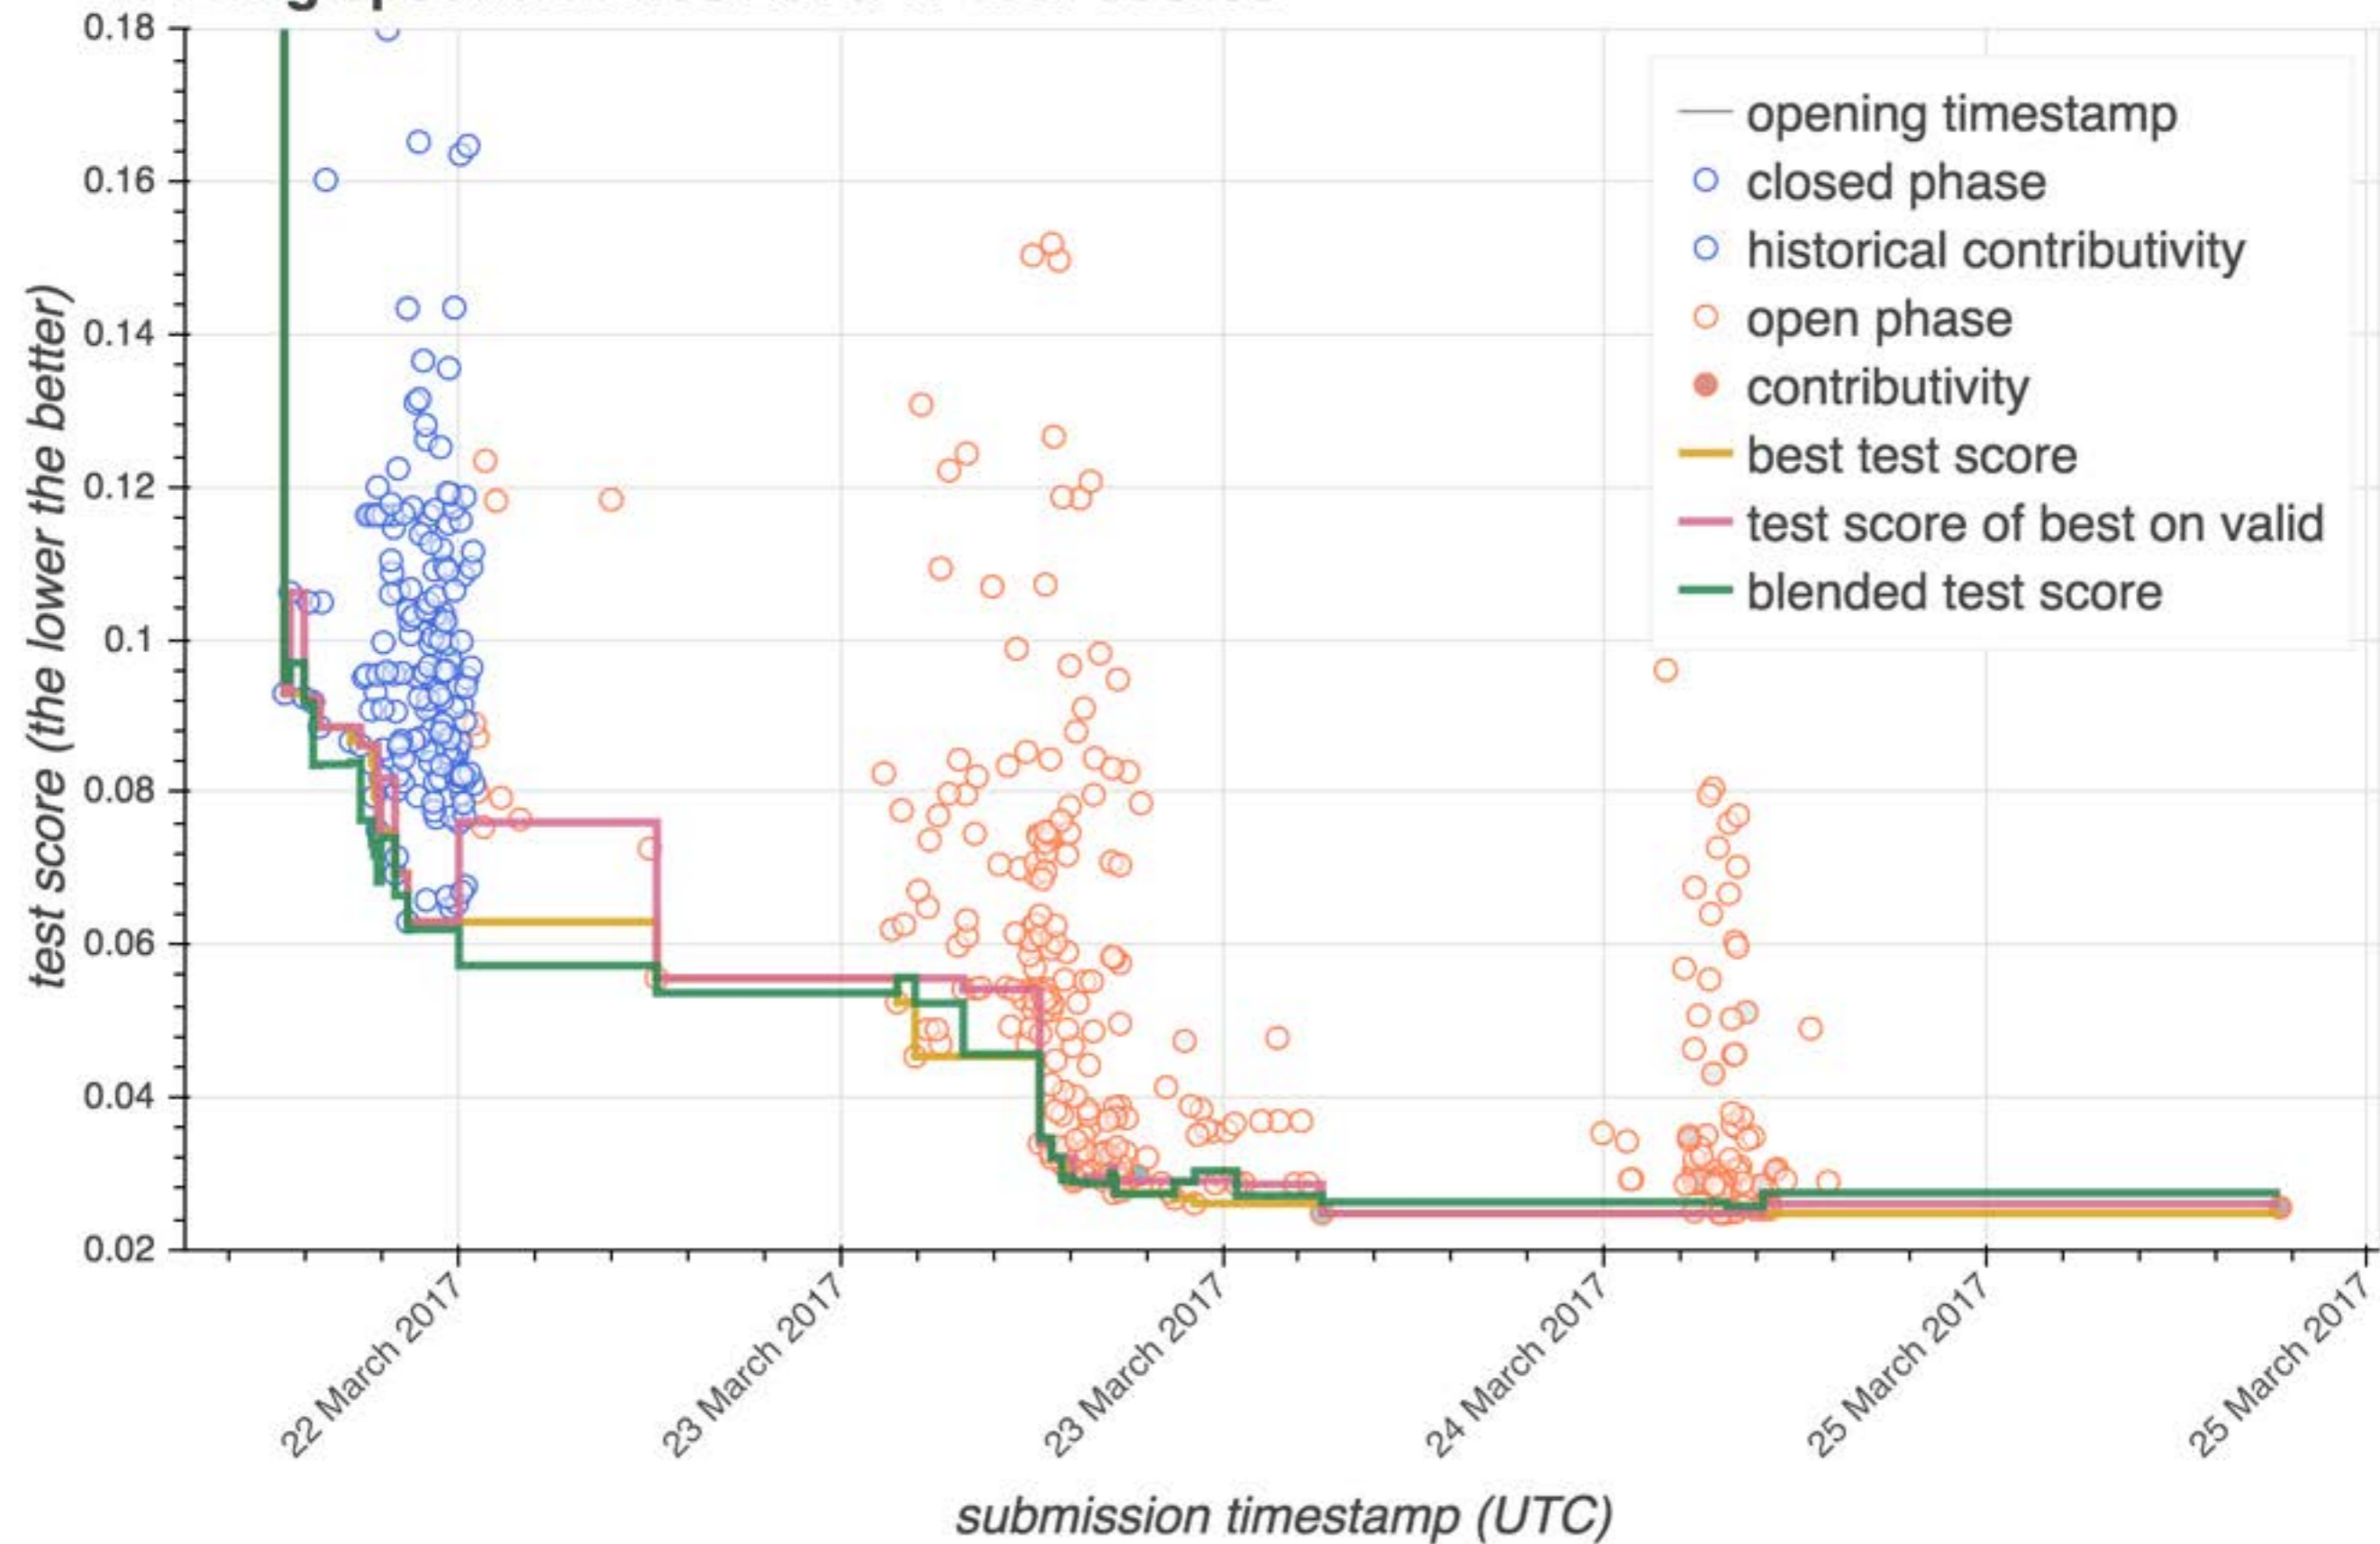 0.18
0.16
0.14
0.12
0.1
0.08
0.06
0.04
0.02
test score (the lower the better)
opening timestamp
closed phase
historical contributivity
open phase
contributivity
best test score
test score of best on valid
blended test score
22 March 2017
23 March 2017
23 March 2017
24 March 2017
25 March 2017
25 March 2017
submission timestamp (UTC)